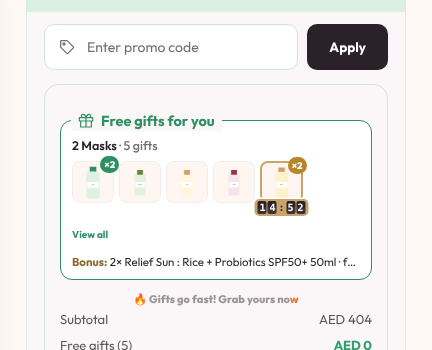 Enter promo code
Apply
Free gifts for you
2 Masks · 5 gifts
×2
×2
14:52
View all
Bonus: 2× Relief Sun : Rice + Probiotics SPF50+ 50ml · f...
🔥 Gifts go fast! Grab yours now
Subtotal AED 404
Free gifts (5) AED 0